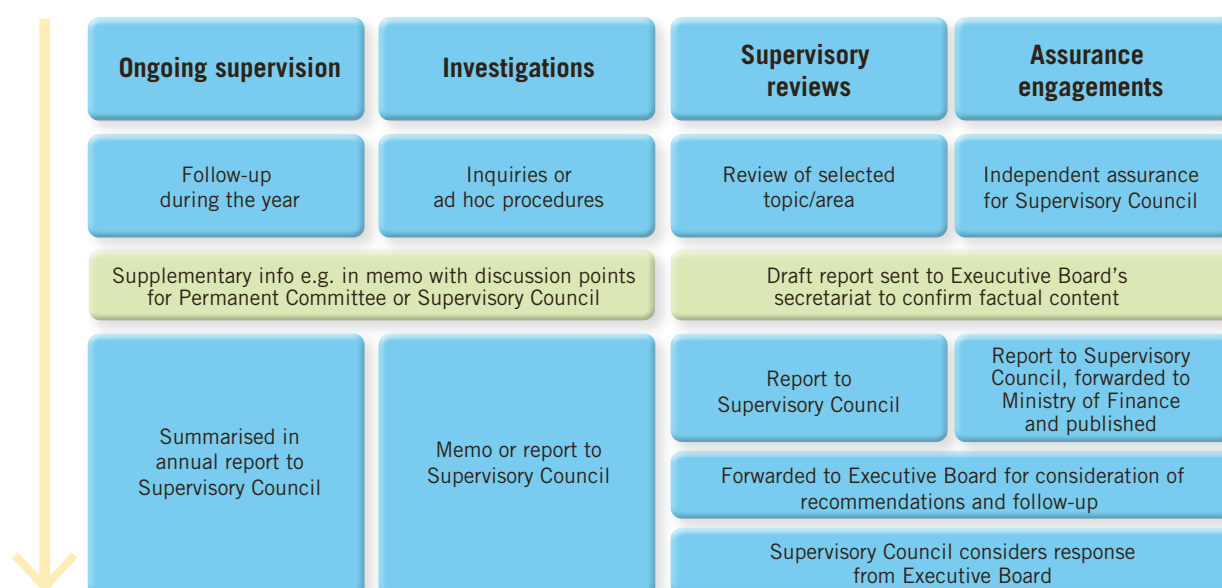 Ongoing supervision
Investigations
Supervisory
reviews
Assurance
engagements
Follow-up
during the year
Inquiries or
ad hoc procedures
Review of selected
topic/area
Independent assurance
for Supervisory Council
Supplementary info e.g. in memo with discussion points
for Permanent Committee or Supervisory Council
Draft report sent to Exeucutive Board’s
secretariat to confirm factual content
Summarised in
annual report to
Supervisory Council
Memo or report to
Supervisory Council
Report to
Supervisory Council
Report to Supervisory
Council, forwarded to
Ministry of Finance
and published
Forwarded to Executive Board for consideration of
recommendations and follow-up
Supervisory Council considers response
from Executive Board